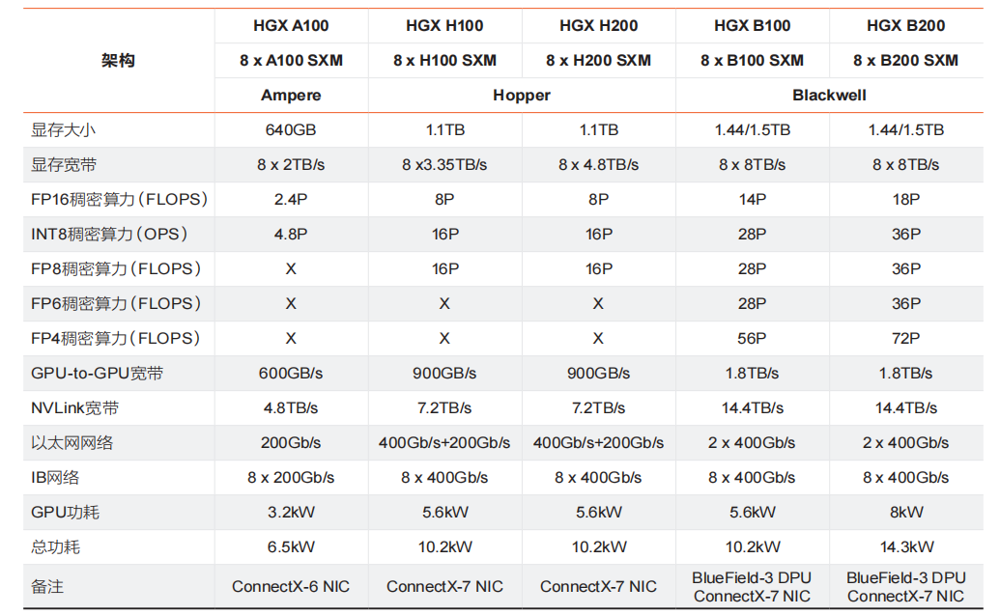 架构 HGX A100 HGX H100 HGX H200 HGX B100 HGX B200
8 x A100 SXM 8 x H100 SXM 8 x H200 SXM 8 x B100 SXM 8 x B200 SXM
Ampere Hopper Blackwell
显存大小 640GB 1.1TB 1.1TB 1.44/1.5TB 1.44/1.5TB
显存宽带 8 x 2TB/s 8 x3.35TB/s 8 x 4.8TB/s 8 x 8TB/s 8 x 8TB/s
FP16稠密算力(FLOPS) 2.4P 8P 8P 14P 18P
INT8稠密算力(OPS) 4.8P 16P 16P 28P 36P
FP8稠密算力(FLOPS) X 16P 16P 28P 36P
FP6稠密算力(FLOPS) X X X 28P 36P
FP4稠密算力(FLOPS) X X X 56P 72P
GPU-to-GPU宽带 600GB/s 900GB/s 900GB/s 1.8TB/s 1.8TB/s
NVLink宽带 4.8TB/s 7.2TB/s 7.2TB/s 14.4TB/s 14.4TB/s
以太网网络 200Gb/s 400Gb/s+200Gb/s 400Gb/s+200Gb/s 2 x 400Gb/s 2 x 400Gb/s
IB网络 8 x 200Gb/s 8 x 400Gb/s 8 x 400Gb/s 8 x 400Gb/s 8 x 400Gb/s
GPU功耗 3.2kW 5.6kW 5.6kW 5.6kW 8kW
总功耗 6.5kW 10.2kW 10.2kW 10.2kW 14.3kW
备注 ConnectX-6 NIC ConnectX-7 NIC ConnectX-7 NIC BlueField-3 DPU BlueField-3 DPU
ConnectX-7 NIC ConnectX-7 NIC